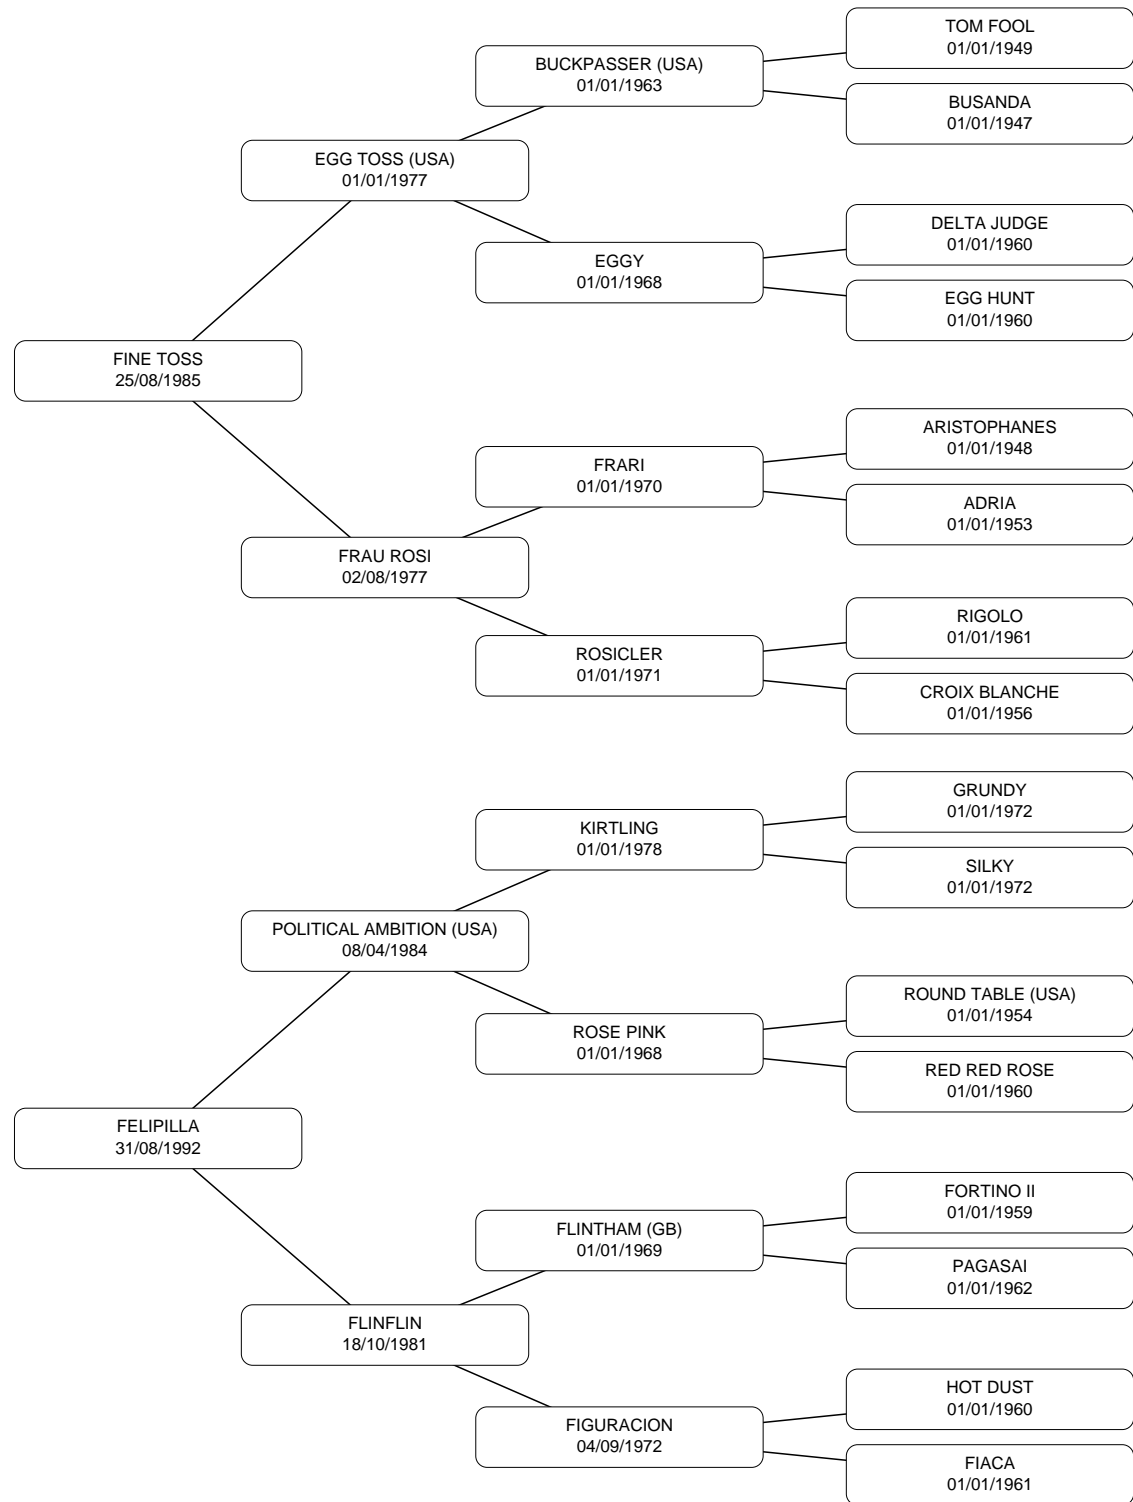 TOM FOOL
01/01/1949
BUCKPASSER (USA)
01/01/1963
BUSANDA
01/01/1947
EGG TOSS (USA)
01/01/1977
DELTA JUDGE
01/01/1960
EGGY
01/01/1968
EGG HUNT
01/01/1960
FINE TOSS
25/08/1985
ARISTOPHANES
01/01/1948
FRARI
01/01/1970
ADRIA
01/01/1953
FRAU ROSI
02/08/1977
RIGOLO
01/01/1961
ROSICLER
01/01/1971
CROIX BLANCHE
01/01/1956
GRUNDY
01/01/1972
KIRTLING
01/01/1978
SILKY
01/01/1972
POLITICAL AMBITION (USA)
08/04/1984
ROUND TABLE (USA)
01/01/1954
ROSE PINK
01/01/1968
RED RED ROSE
01/01/1960
FELIPILLA
31/08/1992
FORTINO II
01/01/1959
FLINTHAM (GB)
01/01/1969
PAGASAI
01/01/1962
FLINFLIN
18/10/1981
HOT DUST
01/01/1960
FIGURACION
04/09/1972
FIACA
01/01/1961